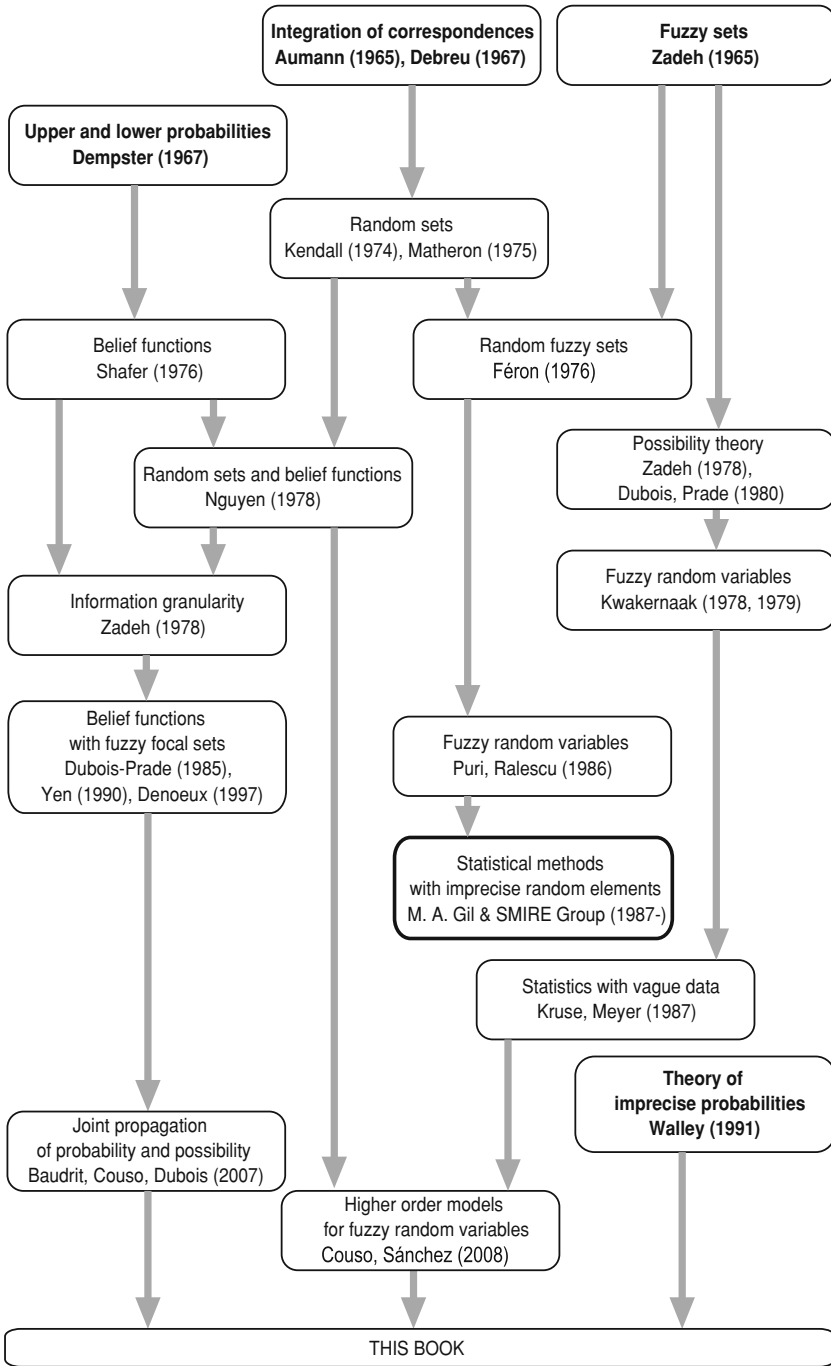 Integration of correspondences
Aumann (1965), Debreu (1967)
Fuzzy sets
Zadeh (1965)
Upper and lower probabilities
Dempster (1967)
Random sets
Kendall (1974), Matheron (1975)
Belief functions
Shafer (1976)
Random fuzzy sets
Féron (1976)
Possibility theory
Zadeh (1978),
Dubois, Prade (1980)
Random sets and belief functions
Nguyen (1978)
Fuzzy random variables
Kwakernaak (1978, 1979)
Information granularity
Zadeh (1978)
Belief functions
with fuzzy focal sets
Dubois-Prade (1985),
Yen (1990), Denoeux (1997)
Fuzzy random variables
Puri, Ralescu (1986)
Statistical methods
with imprecise random elements
M. A. Gil & SMIRE Group (1987-)
Statistics with vague data
Kruse, Meyer (1987)
Theory of
imprecise probabilities
Walley (1991)
Joint propagation
of probability and possibility
Baudrit, Couso, Dubois (2007)
Higher order models
for fuzzy random variables
Couso, Sánchez (2008)
THIS BOOK